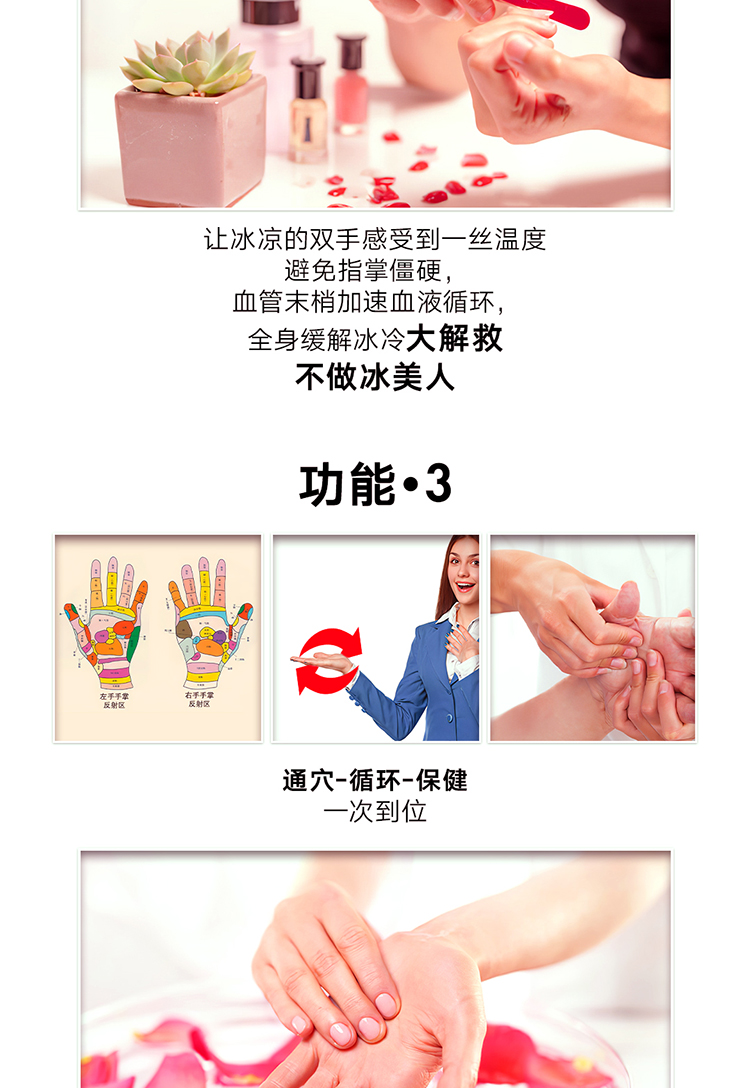 让冰凉的双手感受到一丝温度
避免指掌僵硬，
血管末梢加速血液循环，
全身缓解冰冷大解救
不做冰美人
功能·3
左手手掌
反射区
右手手掌
反射区
通穴-循环-保健
一次到位